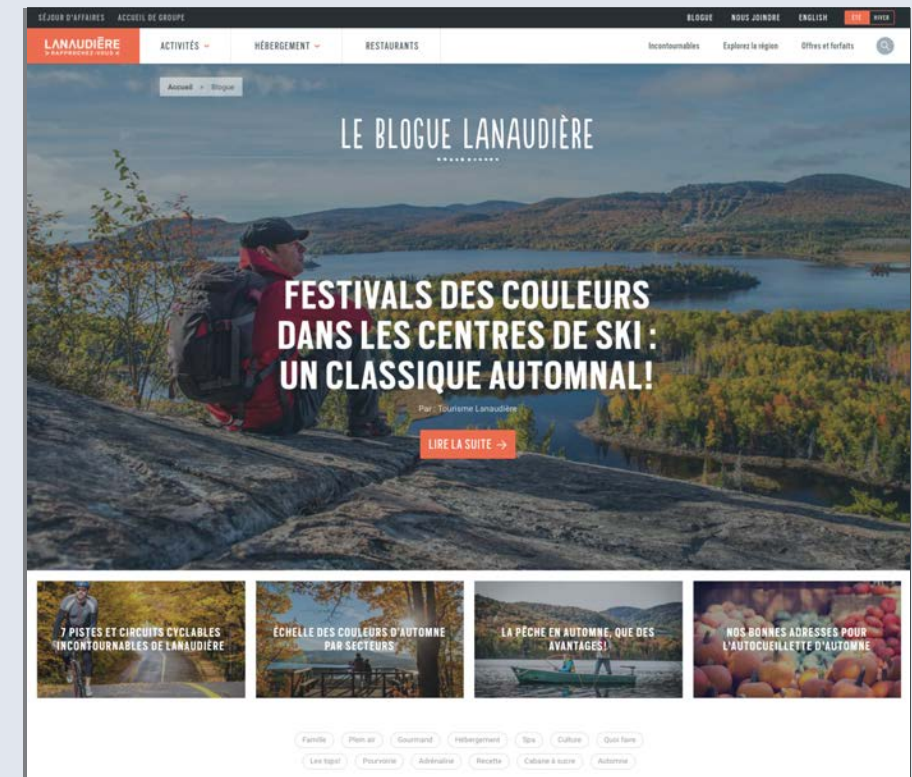 SÉJOUR D'AFFAIRES ACCUEIL DE GROUPE BLOGUE NOUS JOINDRE ENGLISH ÉTÉ HIVER
LANAUDIÈRE
> RAPPROCHEZ-VOUS <
ACTIVITÉS HÉBERGEMENT RESTAURANTS Incontournables Explorez la région Offres et forfaits
Accueil > Blogue
LE BLOGUE LANAUDIÈRE
FESTIVALS DES COULEURS
DANS LES CENTRES DE SKI :
UN CLASSIQUE AUTOMNAL!
Par : Tourisme Lanaudière
LIRE LA SUITE →
7 PISTES ET CIRCUITS CYCLABLES
INCONTOURNABLES DE LANAUDIÈRE
ÉCHELLE DES COULEURS D'AUTOMNE
PAR SECTEURS
LA PÊCHE EN AUTOMNE, QUE DES
AVANTAGES!
NOS BONNES ADRESSES POUR
L'AUTOCUEILLETTE D'AUTOMNE
Famille Plein air Gourmand Hébergement Spa Culture Quoi faire
Les tops! Pourvoirie Adrénaline Recette Cabane à sucre Automne